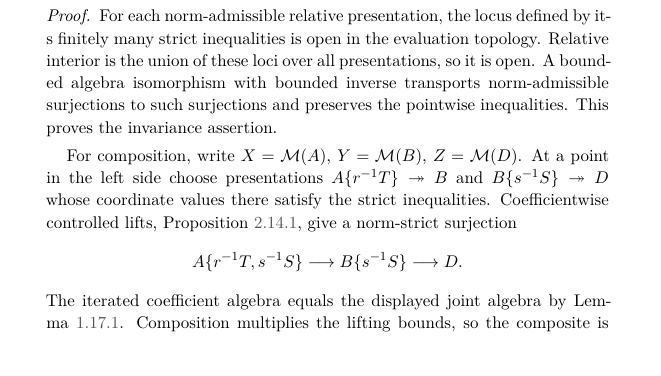 Proof. For each norm-admissible relative presentation, the locus defined by it-
s finitely many strict inequalities is open in the evaluation topology. Relative
interior is the union of these loci over all presentations, so it is open. A bound-
ed algebra isomorphism with bounded inverse transports norm-admissible
surjections to such surjections and preserves the pointwise inequalities. This
proves the invariance assertion.
For composition, write X = ℳ(A), Y = ℳ(B), Z = ℳ(D). At a point
in the left side choose presentations A{r⁻¹T} ↠ B and B{s⁻¹S} ↠ D
whose coordinate values there satisfy the strict inequalities. Coefficientwise
controlled lifts, Proposition 2.14.1, give a norm-strict surjection
A{r⁻¹T, s⁻¹S} ⟶ B{s⁻¹S} ⟶ D.
The iterated coefficient algebra equals the displayed joint algebra by Lem-
ma 1.17.1. Composition multiplies the lifting bounds, so the composite is